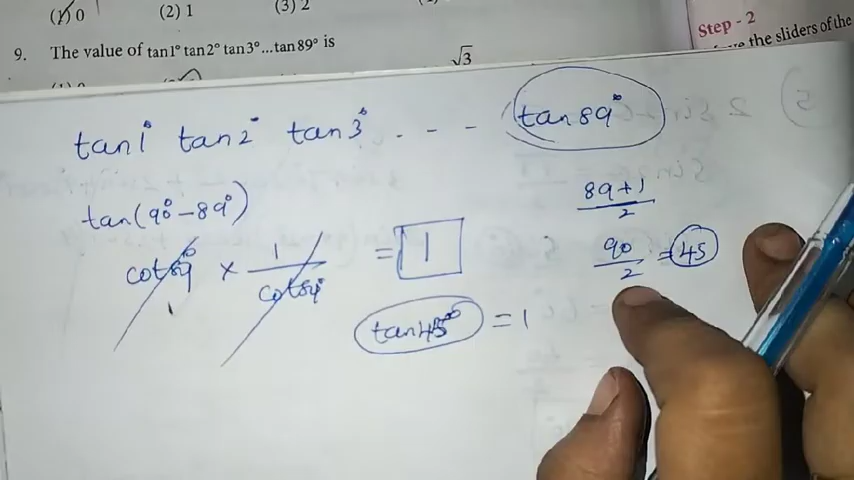 (1) 0 (2) 1 (3) 2
Step - 2
the sliders of the
9. The value of tan1° tan2° tan3°...tan89° is
√3
tan1° tan2° tan3° - - - tan89°
tan(90°-89°)
cot89° × 1/cot89° = 1
89+1/2
90/2 = 45
tan45° = 1